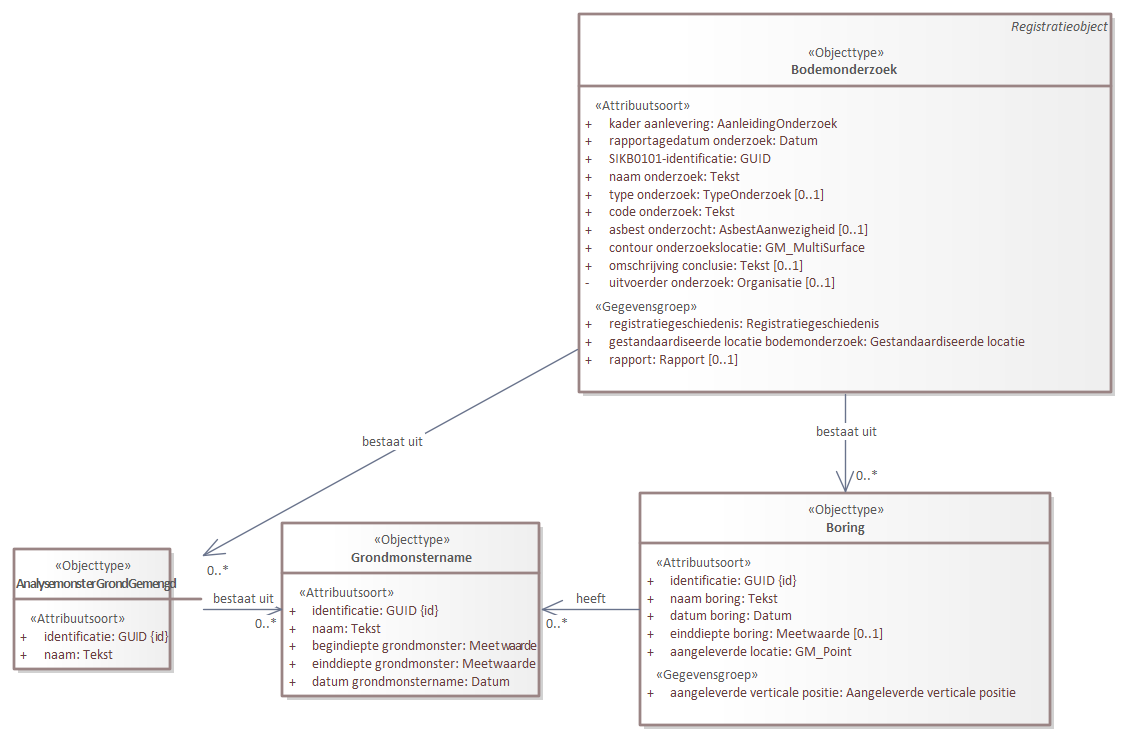 Registratieobject
«Objecttype»
Bodemonderzoek
«Attribuutsoort»
+ kader aanlevering: AanleidingOnderzoek
+ rapportagedatum onderzoek: Datum
+ SIKB0101-identificatie: GUID
+ naam onderzoek: Tekst
+ type onderzoek: TypeOnderzoek [0..1]
+ code onderzoek: Tekst
+ asbest onderzocht: AsbestAanwezigheid [0..1]
+ contour onderzoekslocatie: GM_MultiSurface
+ omschrijving conclusie: Tekst [0..1]
- uitvoerder onderzoek: Organisatie [0..1]
«Gegevensgroep»
+ registratiegeschiedenis: Registratiegeschiedenis
+ gestandaardiseerde locatie bodemonderzoek: Gestandaardiseerde locatie
+ rapport: Rapport [0..1]
bestaat uit
0..*
bestaat uit
0..*
«Objecttype»
AnalysemonsterGrondGemengd
«Attribuutsoort»
+ identificatie: GUID {id}
+ naam: Tekst
bestaat uit
0..*
«Objecttype»
Grondmonstername
«Attribuutsoort»
+ identificatie: GUID {id}
+ naam: Tekst
+ begindiepte grondmonster: Meetwaarde
+ einddiepte grondmonster: Meetwaarde
+ datum grondmonstername: Datum
heeft
0..*
«Objecttype»
Boring
«Attribuutsoort»
+ identificatie: GUID {id}
+ naam boring: Tekst
+ datum boring: Datum
+ einddiepte boring: Meetwaarde [0..1]
+ aangeleverde locatie: GM_Point
«Gegevensgroep»
+ aangeleverde verticale positie: Aangeleverde verticale positie